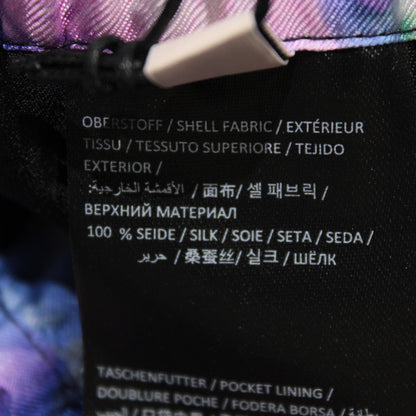 OBERSTOFF / SHELL FABRIC / EXTÉRIEUR
TISSU / TESSUTO SUPERIORE / TEJIDO
EXTERIOR /
الأقمشة الخارجية: / 面布 / 셸 패브릭 /
ВЕРХНИЙ МАТЕРИАЛ
100 % SEIDE / SILK / SOIE / SETA / SEDA /
حرير / 桑蚕丝 / 실크 / ШЁЛК
TASCHENFUTTER / POCKET LINING /
DOUBLURE POCHE / FODERA BORSA /